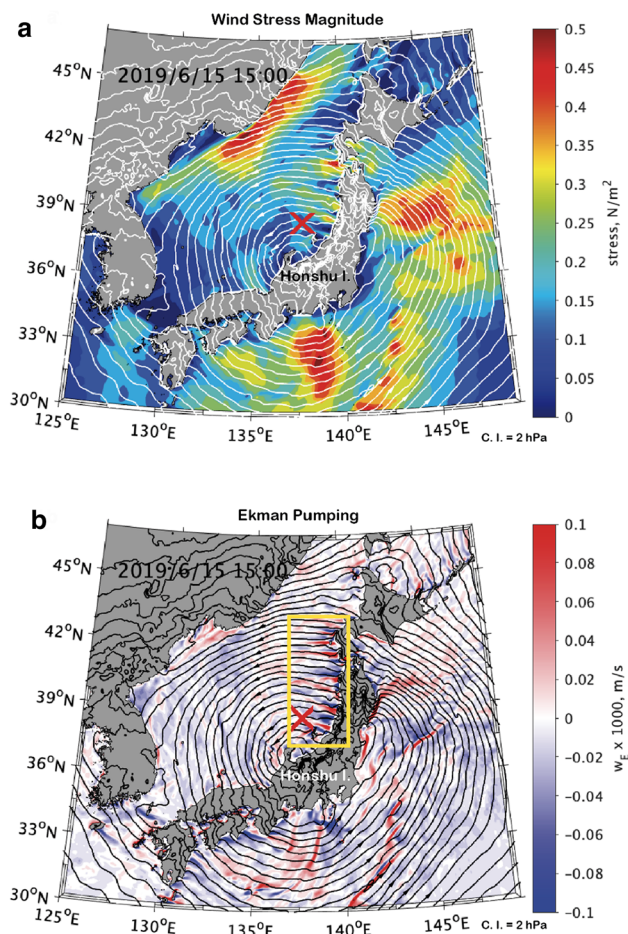 a
Wind Stress Magnitude
2019/6/15 15:00
45°N
42°N
39°N
36°N
33°N
30°N
125°E
130°E
135°E
140°E
145°E
Honshu I.
C. I. = 2 hPa
0.5
0.45
0.4
0.35
0.3
0.25
0.2
0.15
0.1
0.05
0
stress, N/m²
b
Ekman Pumping
2019/6/15 15:00
45°N
42°N
39°N
36°N
33°N
30°N
125°E
130°E
135°E
140°E
145°E
Honshu I.
C. I. = 2 hPa
0.1
0.08
0.06
0.04
0.02
0
−0.02
−0.04
−0.06
−0.08
−0.1
w_E x 1000, m/s